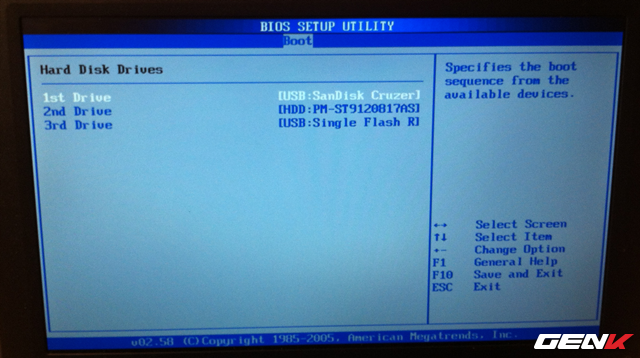 BIOS SETUP UTILITY
Boot
Hard Disk Drives
1st Drive [USB:SanDisk Cruzer]
2nd Drive [HDD:PM-ST9120817AS]
3rd Drive [USB:Single Flash R]
Specifies the boot
sequence from the
available devices.
↔ Select Screen
↑↓ Select Item
+- Change Option
F1 General Help
F10 Save and Exit
ESC Exit
v02.58 (C)Copyright 1985-2005, American Megatrends, Inc.
GENK